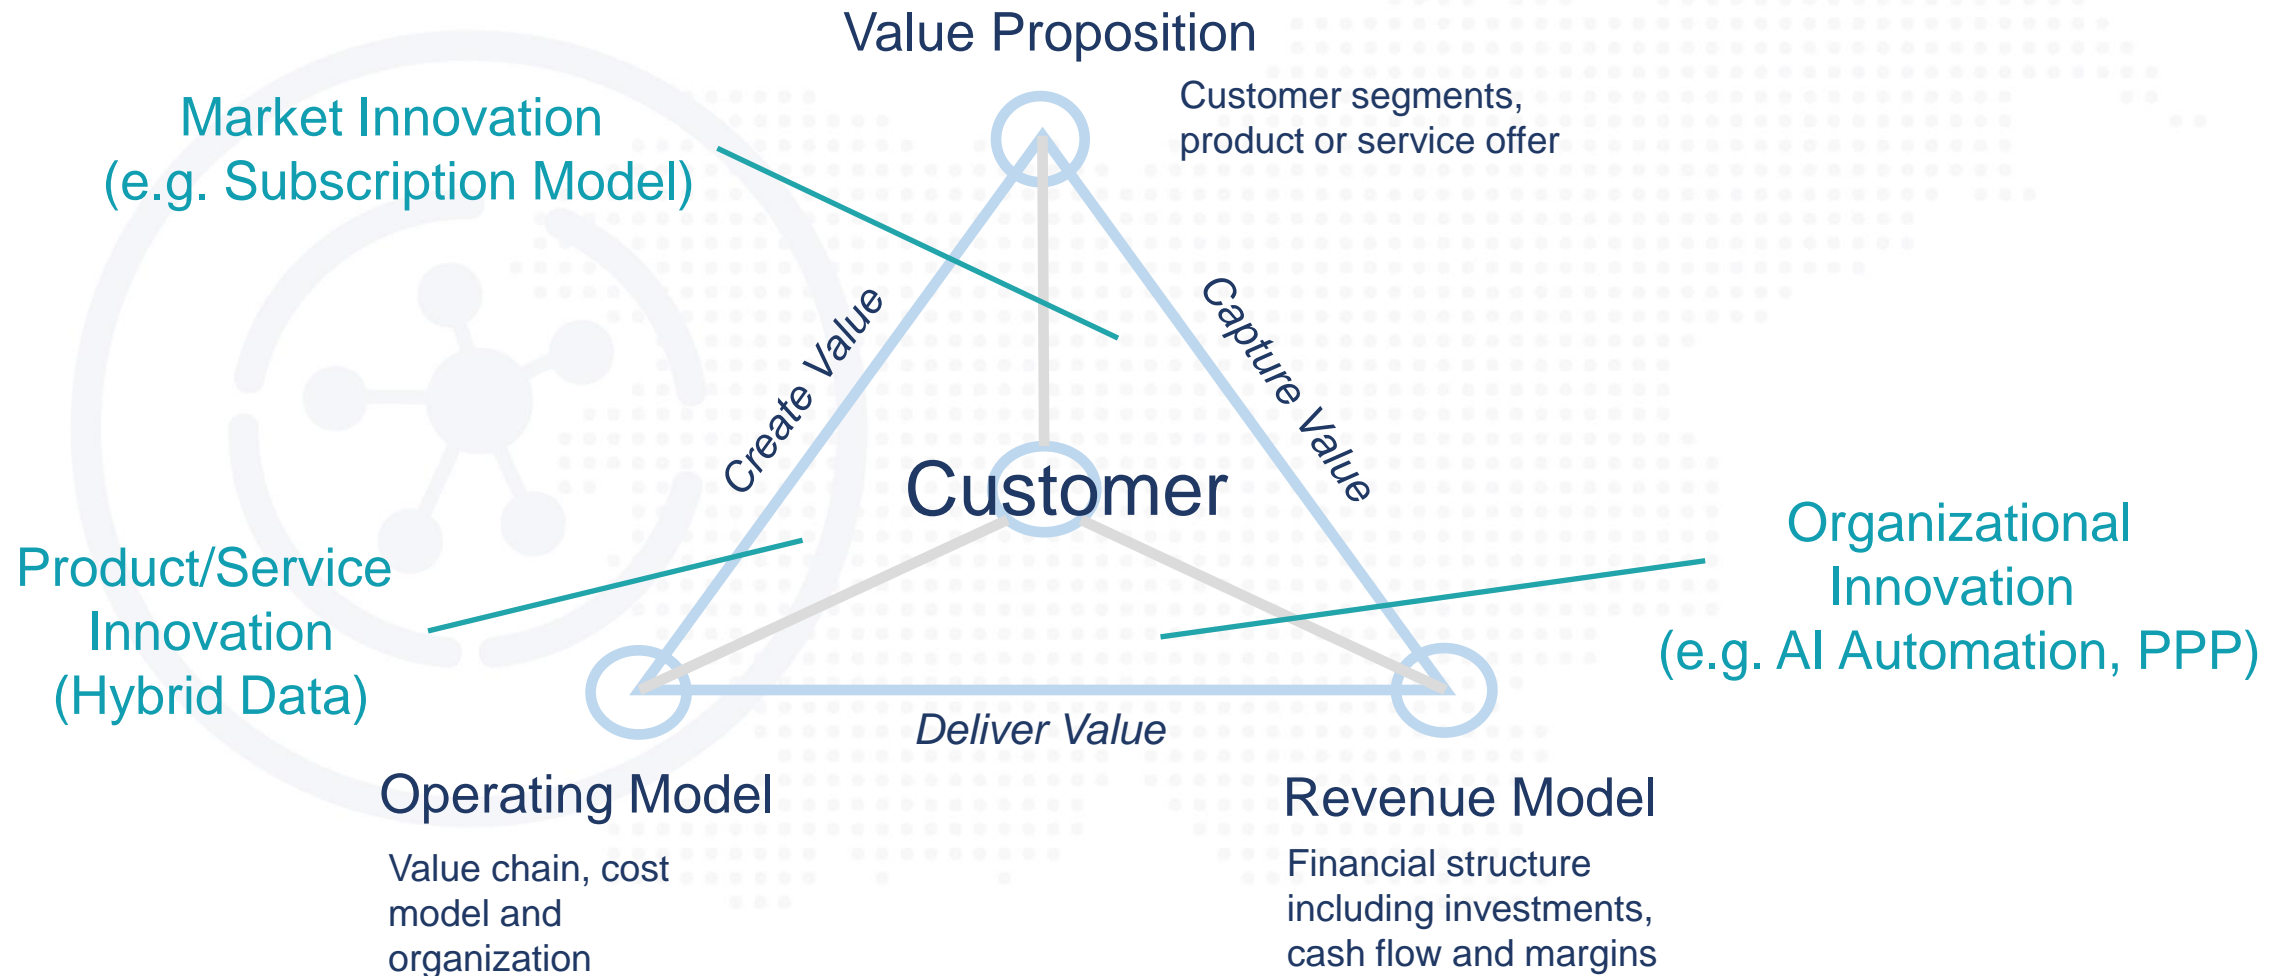 Value Proposition
Customer segments,
product or service offer
Market Innovation
(e.g. Subscription Model)
Create Value
Capture Value
Customer
Product/Service
Innovation
(Hybrid Data)
Organizational
Innovation
(e.g. AI Automation, PPP)
Deliver Value
Operating Model
Value chain, cost
model and
organization
Revenue Model
Financial structure
including investments,
cash flow and margins